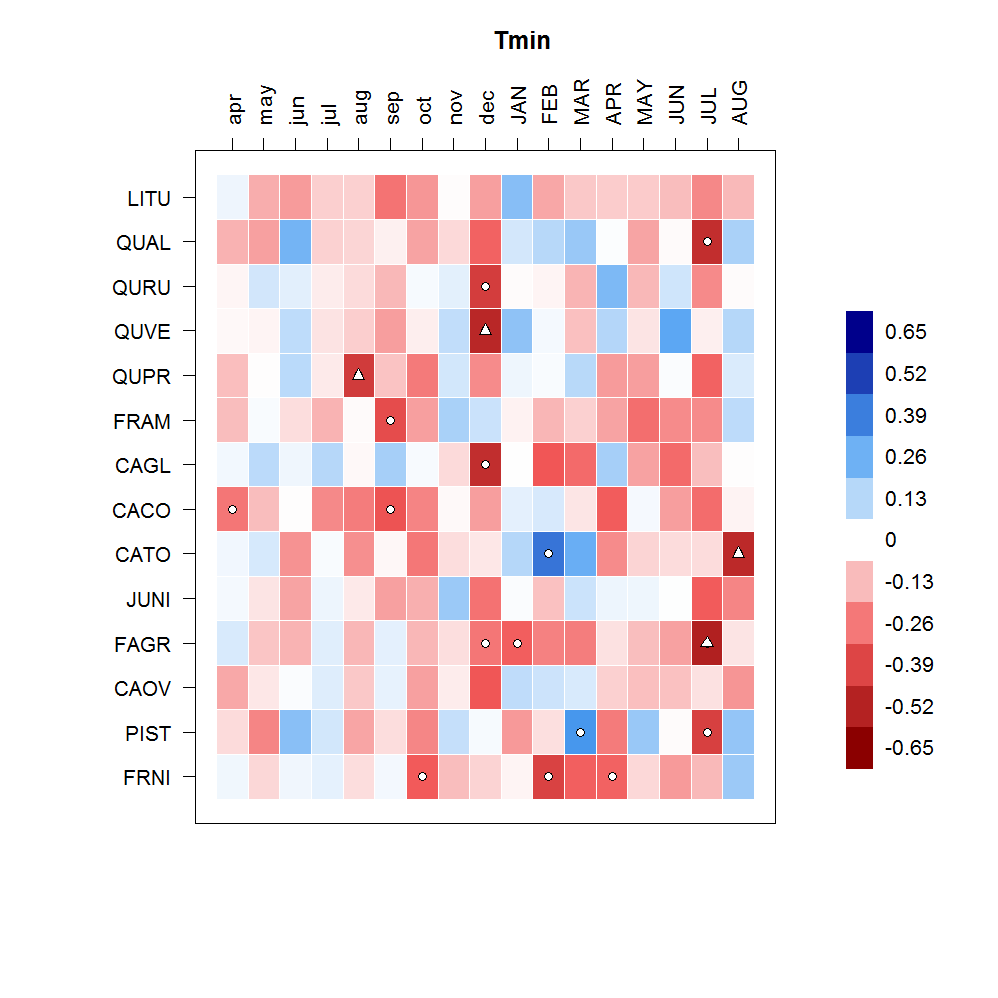 Tmin
apr may jun jul aug sep oct nov dec JAN FEB MAR APR MAY JUN JUL AUG
LITU
QUAL
QURU
QUVE
QUPR
FRAM
CAGL
CACO
CATO
JUNI
FAGR
CAOV
PIST
FRNI
0.65
0.52
0.39
0.26
0.13
0
-0.13
-0.26
-0.39
-0.52
-0.65